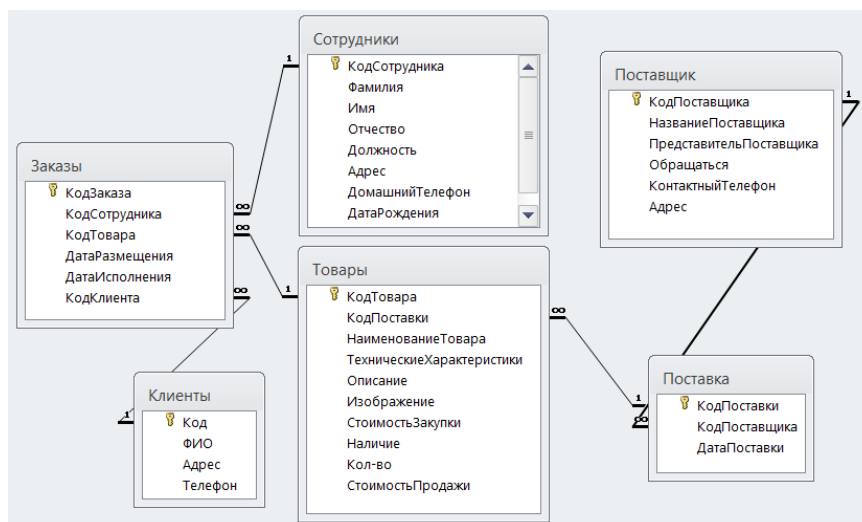 Сотрудники
КодСотрудника
Фамилия
Имя
Отчество
Должность
Адрес
ДомашнийТелефон
ДатаРождения
Поставщик
КодПоставщика
НазваниеПоставщика
ПредставительПоставщика
Обращаться
КонтактныйТелефон
Адрес
Заказы
КодЗаказа
КодСотрудника
КодТовара
ДатаРазмещения
ДатаИсполнения
КодКлиента
Товары
КодТовара
КодПоставки
НаименованиеТовара
ТехническиеХарактеристики
Описание
Изображение
СтоимостьЗакупки
Наличие
Кол-во
СтоимостьПродажи
Клиенты
Код
ФИО
Адрес
Телефон
Поставка
КодПоставки
КодПоставщика
ДатаПоставки
1
∞
1
∞
1
∞
1
∞
1
∞